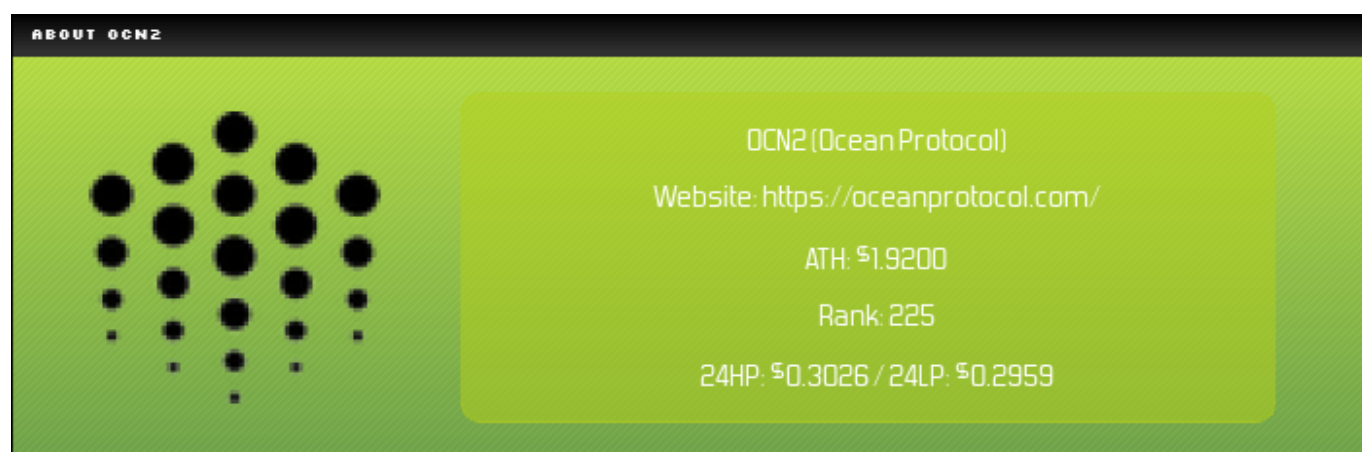 ABOUT OCN2
OCN2 (Ocean Protocol)
Website: https://oceanprotocol.com/
ATH: $1.9200
Rank: 225
24HP: $0.3026 / 24LP: $0.2959